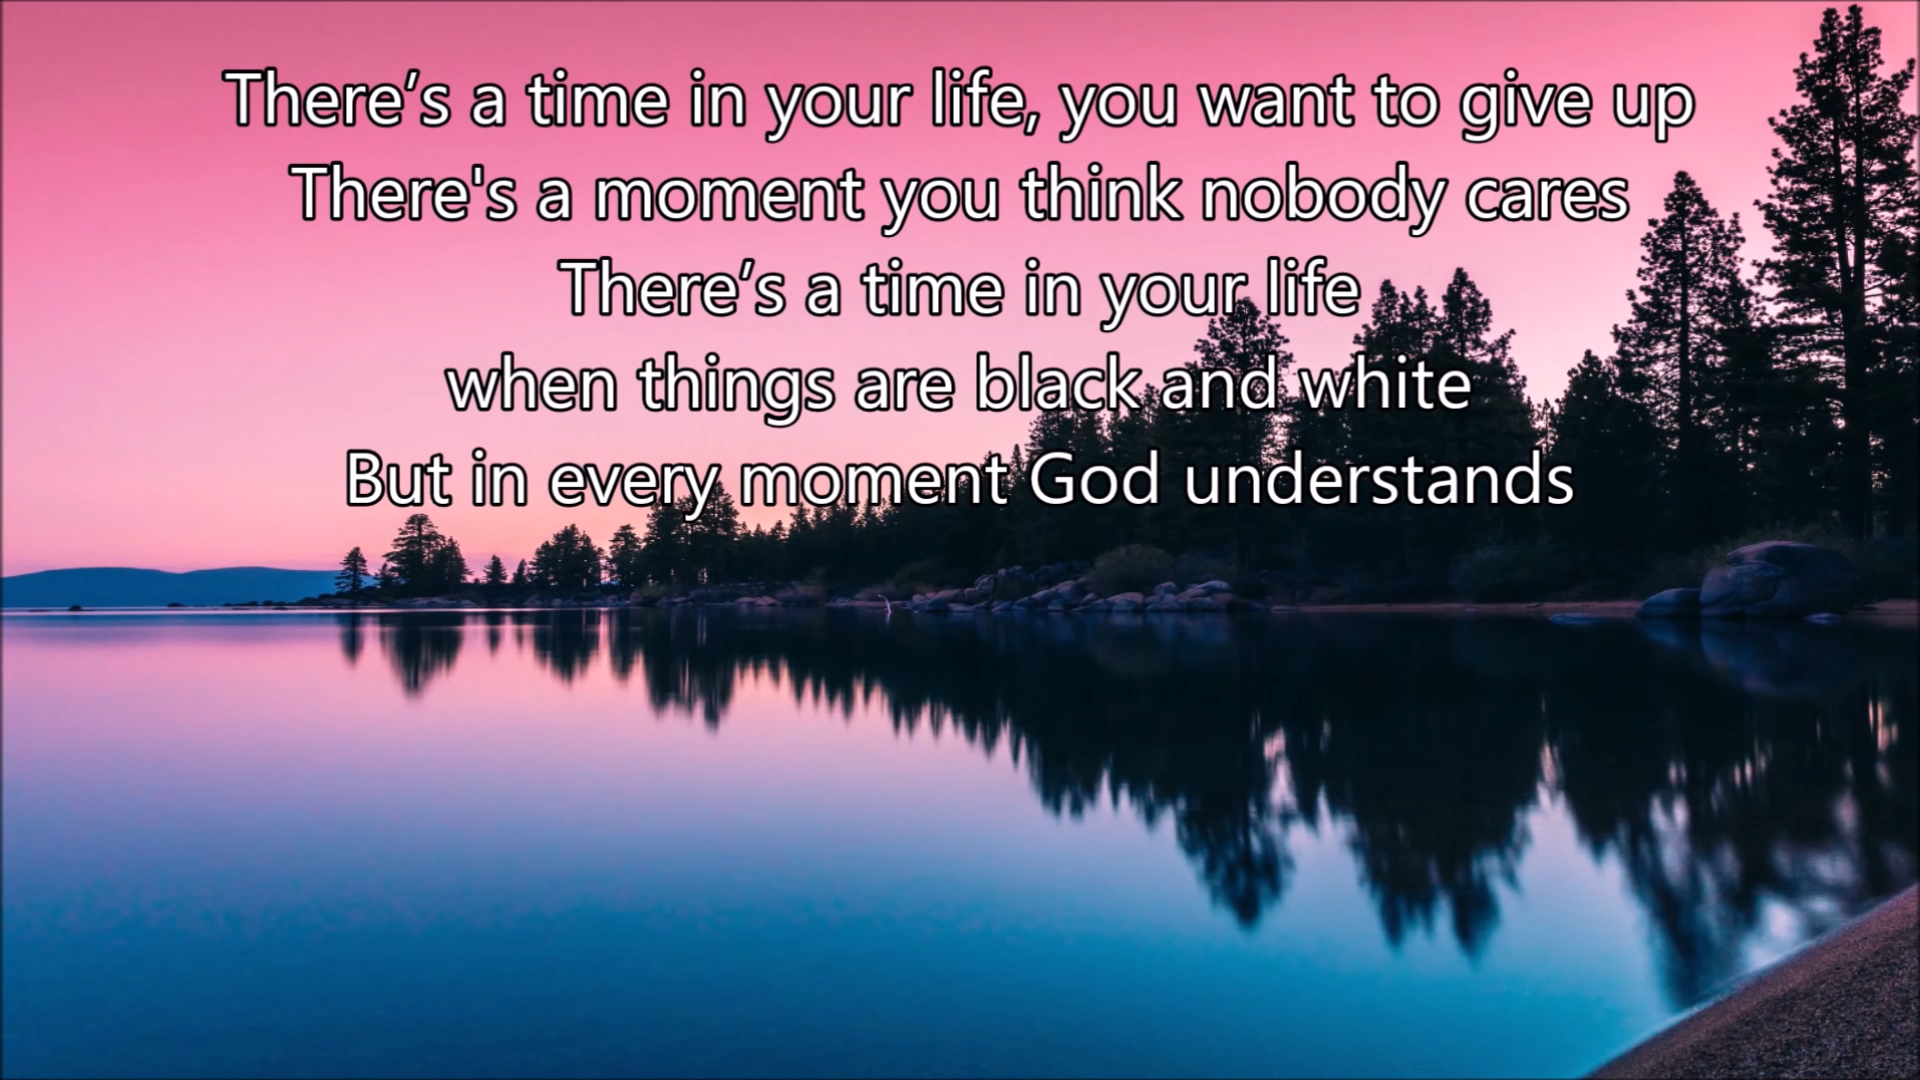 There’s a time in your life, you want to give up
There's a moment you think nobody cares
There’s a time in your life
when things are black and white
But in every moment God understands